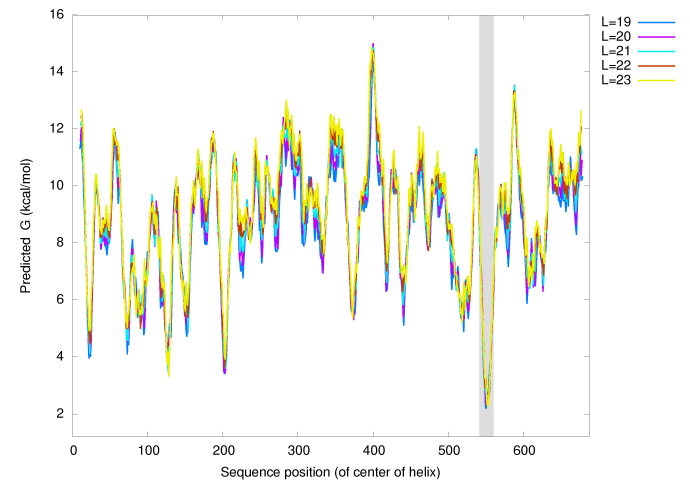 16
14
12
10
8
6
4
2
0
100
200
300
400
500
600
Predicted G (kcal/mol)
Sequence position (of center of helix)
L=19
L=20
L=21
L=22
L=23